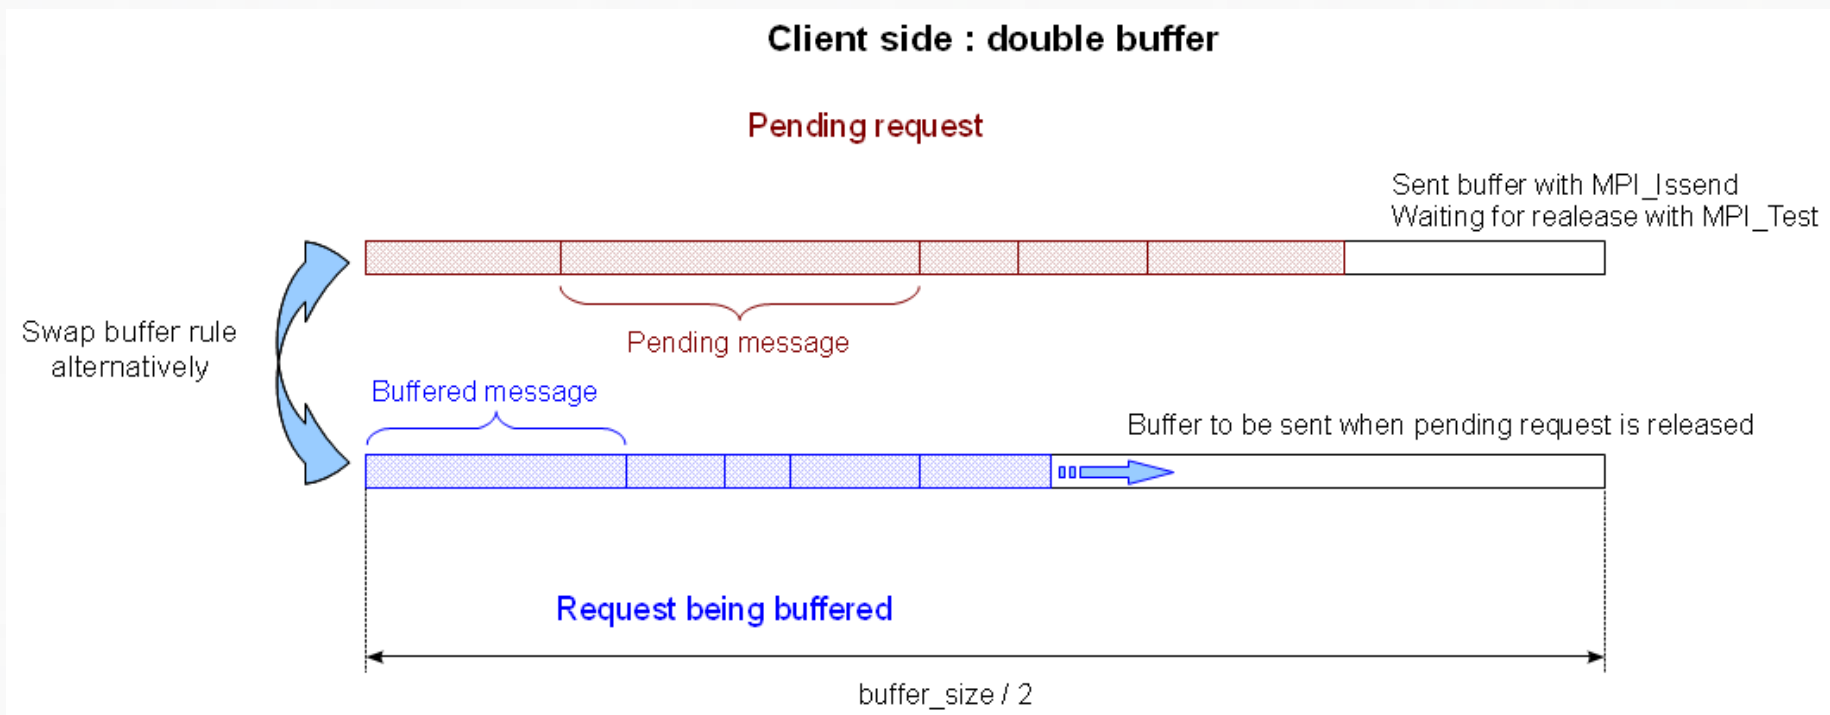 Client side : double buffer
Pending request
Sent buffer with MPI_Issend
Waiting for realease with MPI_Test
Swap buffer rule
alternatively
Pending message
Buffered message
Buffer to be sent when pending request is released
Request being buffered
buffer_size / 2